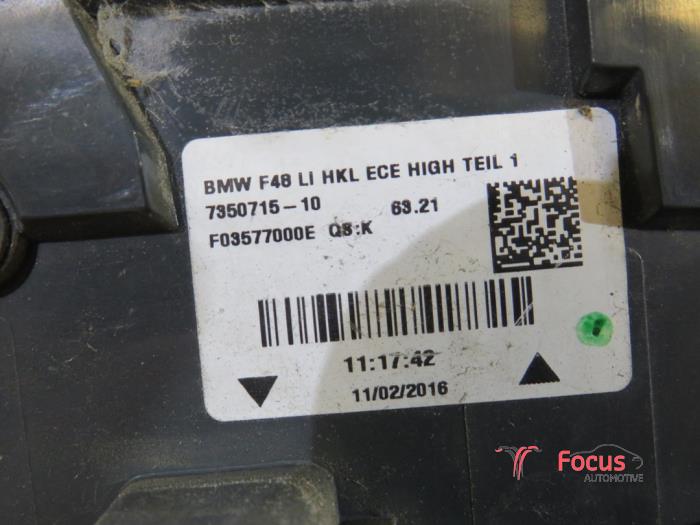 BMW F48 LI HKL ECE HIGH TEIL 1
7350715-10 63.21
F03577000E QS:K
11:17:42
11/02/2016
Focus
AUTOMOTIVE